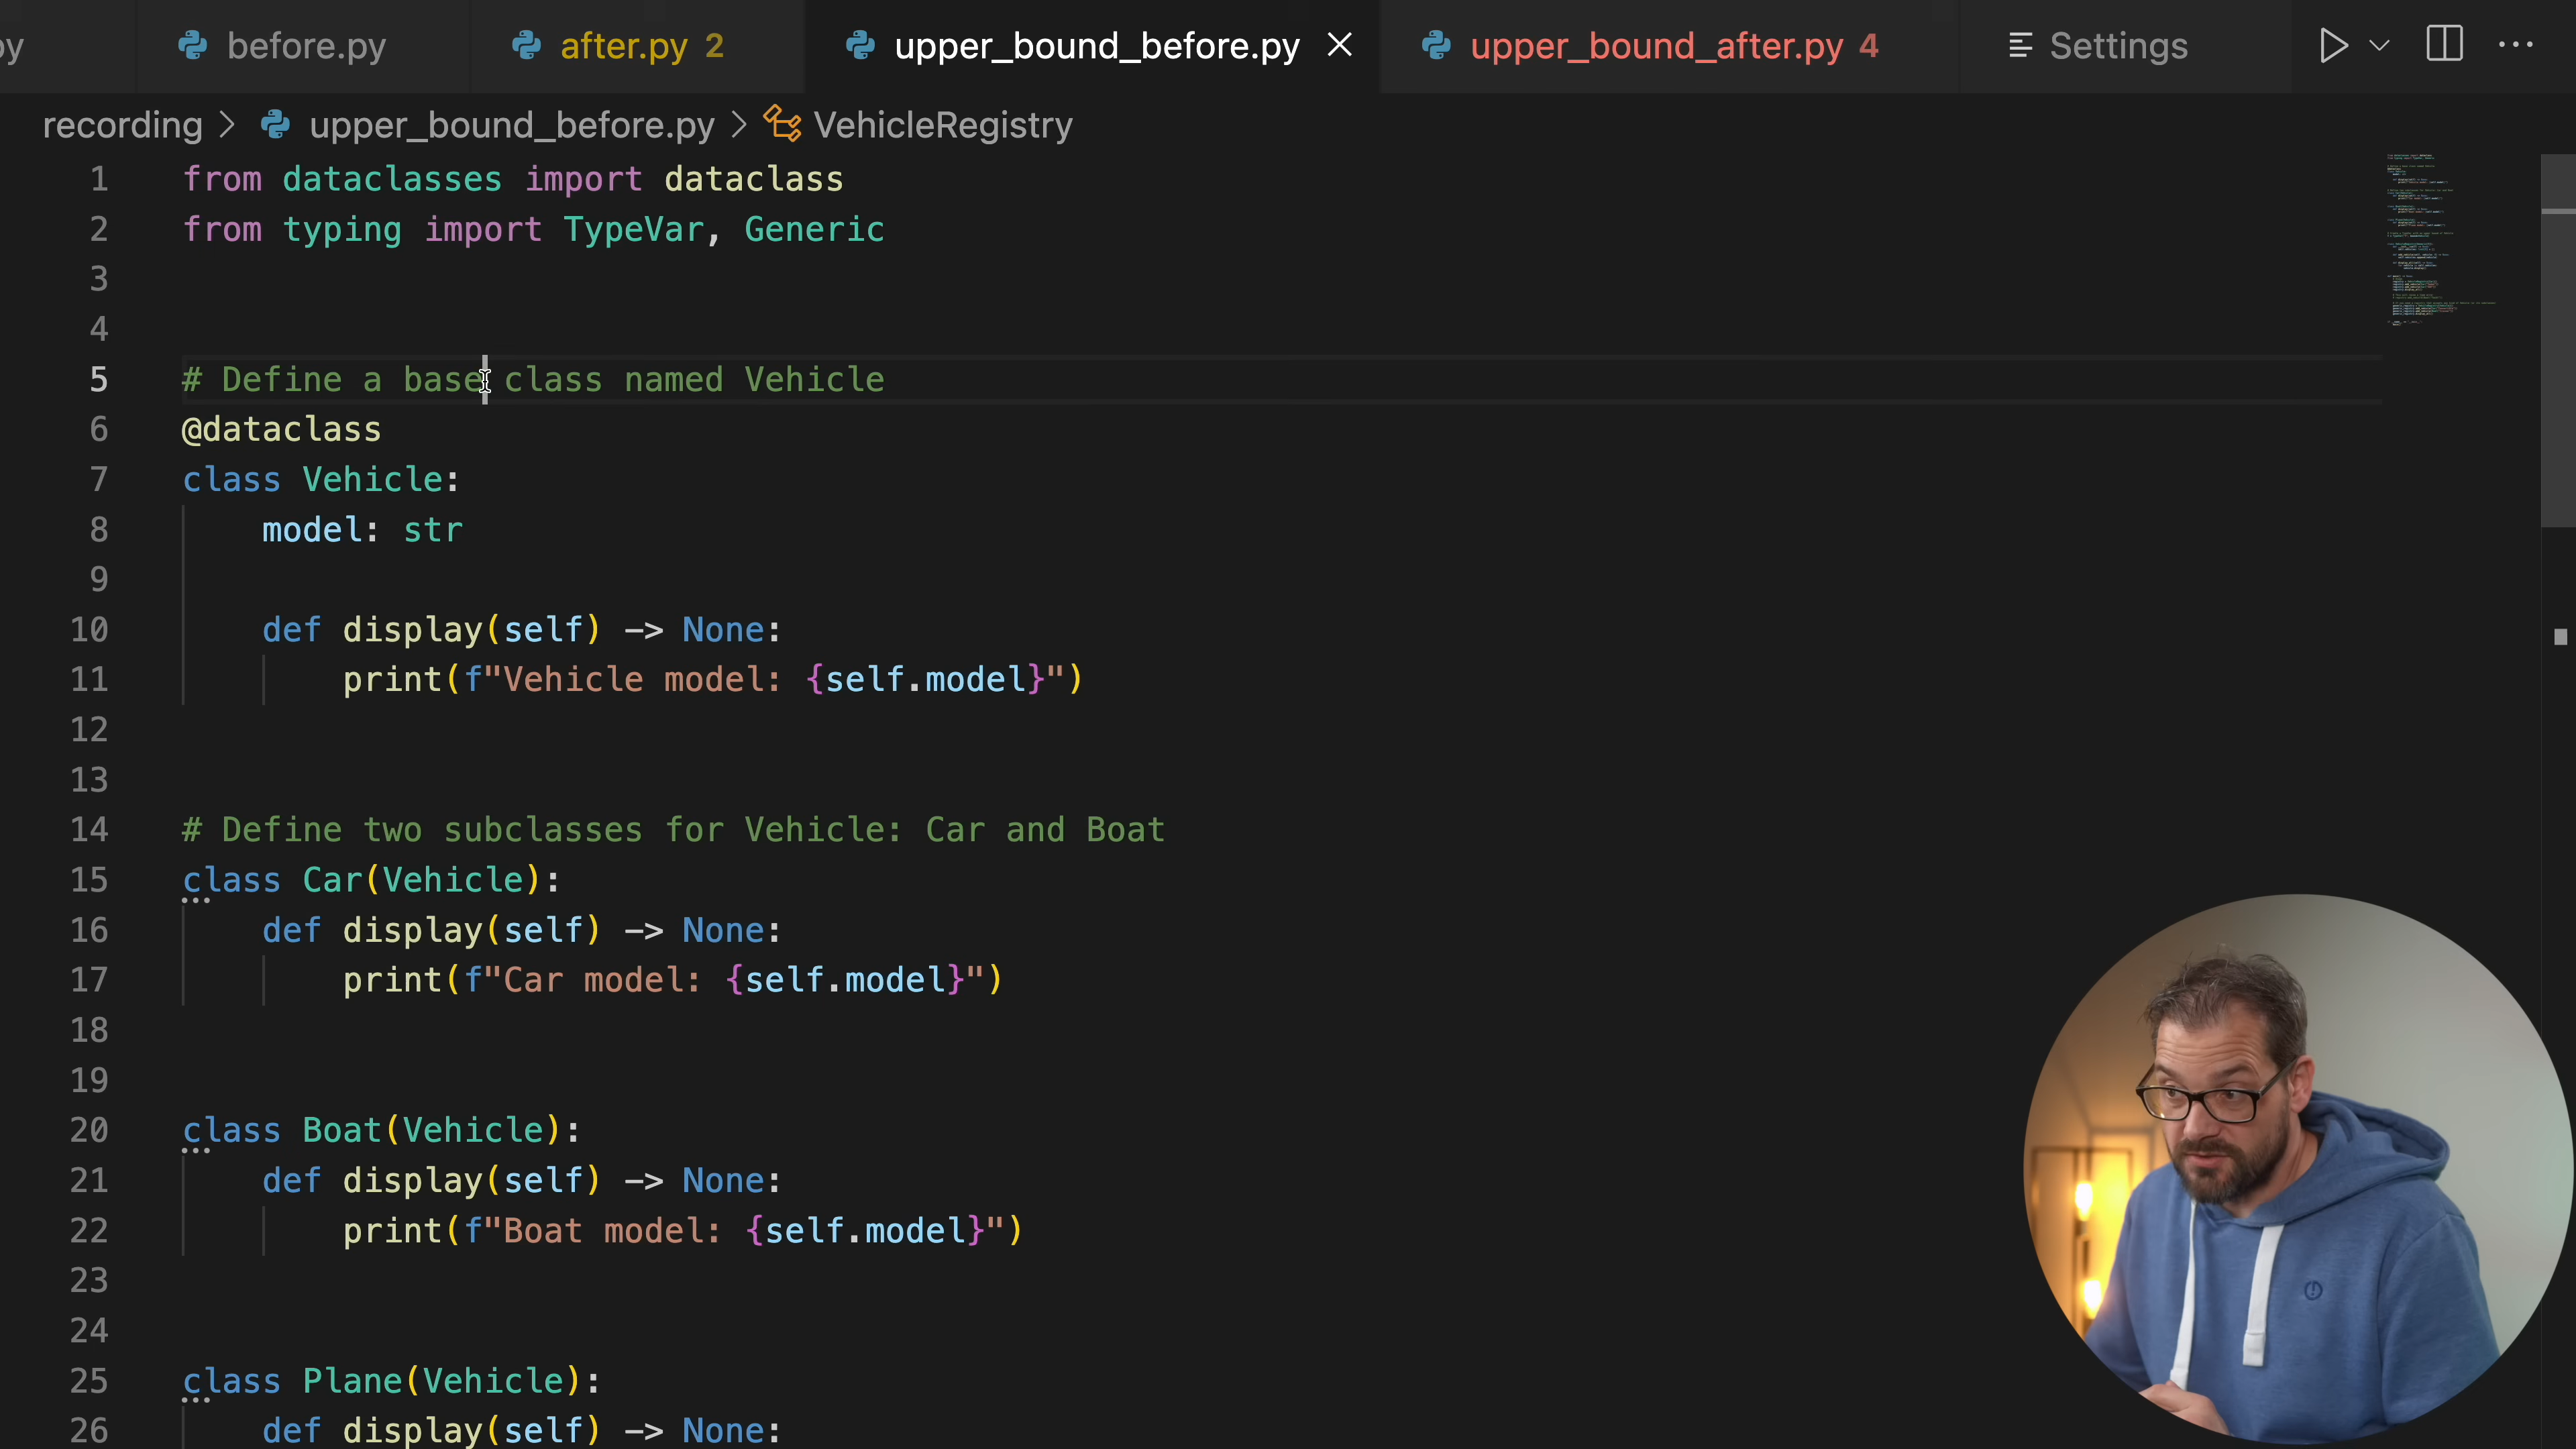 py before.py after.py 2 upper_bound_before.py upper_bound_after.py 4 Settings
recording > upper_bound_before.py > VehicleRegistry
1 from dataclasses import dataclass
2 from typing import TypeVar, Generic
3
4
5 # Define a base class named Vehicle
6 @dataclass
7 class Vehicle:
8 model: str
9
10 def display(self) -> None:
11 print(f"Vehicle model: {self.model}")
12
13
14 # Define two subclasses for Vehicle: Car and Boat
15 class Car(Vehicle):
16 def display(self) -> None:
17 print(f"Car model: {self.model}")
18
19
20 class Boat(Vehicle):
21 def display(self) -> None:
22 print(f"Boat model: {self.model}")
23
24
25 class Plane(Vehicle):
26 def display(self) -> None: